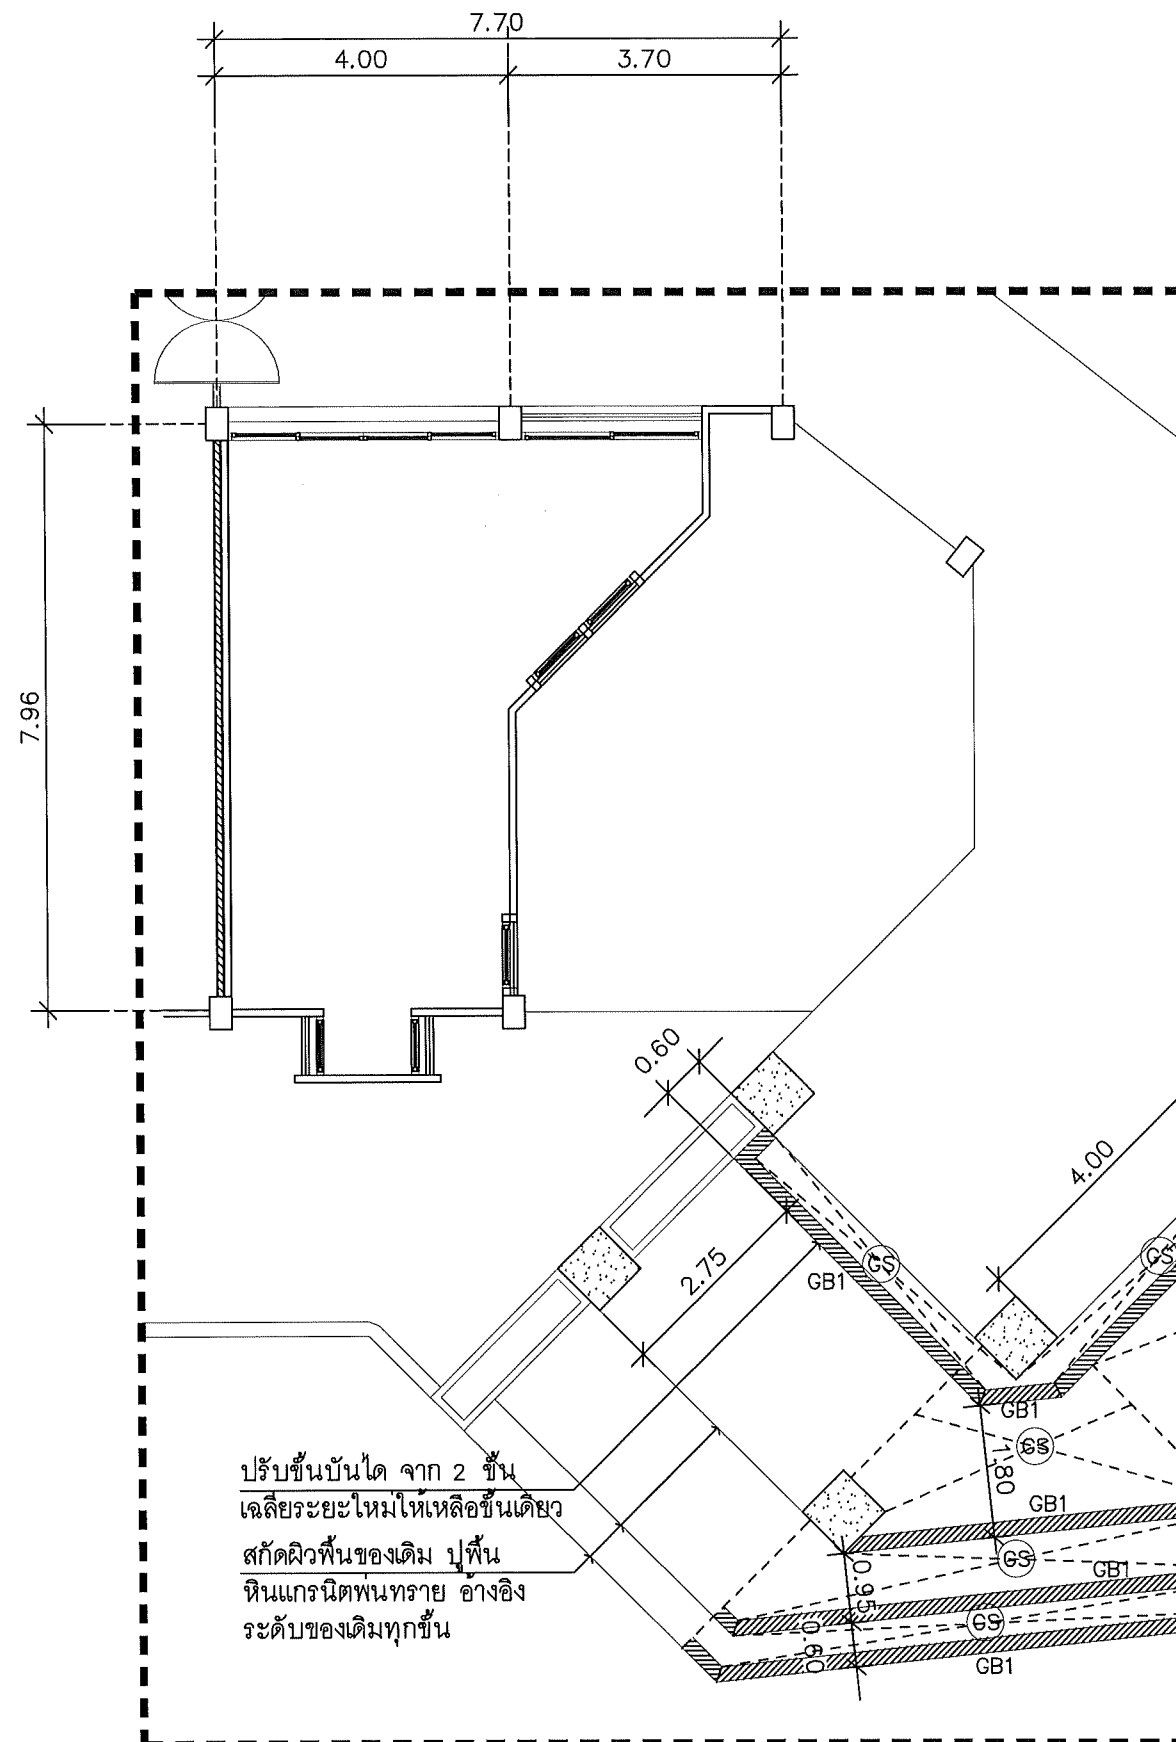 7.70
4.00
3.70
7.96
0.60
4.00
2.75
GS
GS
GB1
GB1
GS
1.80
GB1
GS
GB1
0.95
GS
0.60
GB1
ปรับขั้นบันได จาก 2 ขั้น
เฉลี่ยระยะใหม่ให้เหลือขั้นเดียว
สกัดผิวพื้นของเดิม ปูพื้น
หินแกรนิตพ่นทราย อ้างอิง
ระดับของเดิมทุกขั้น